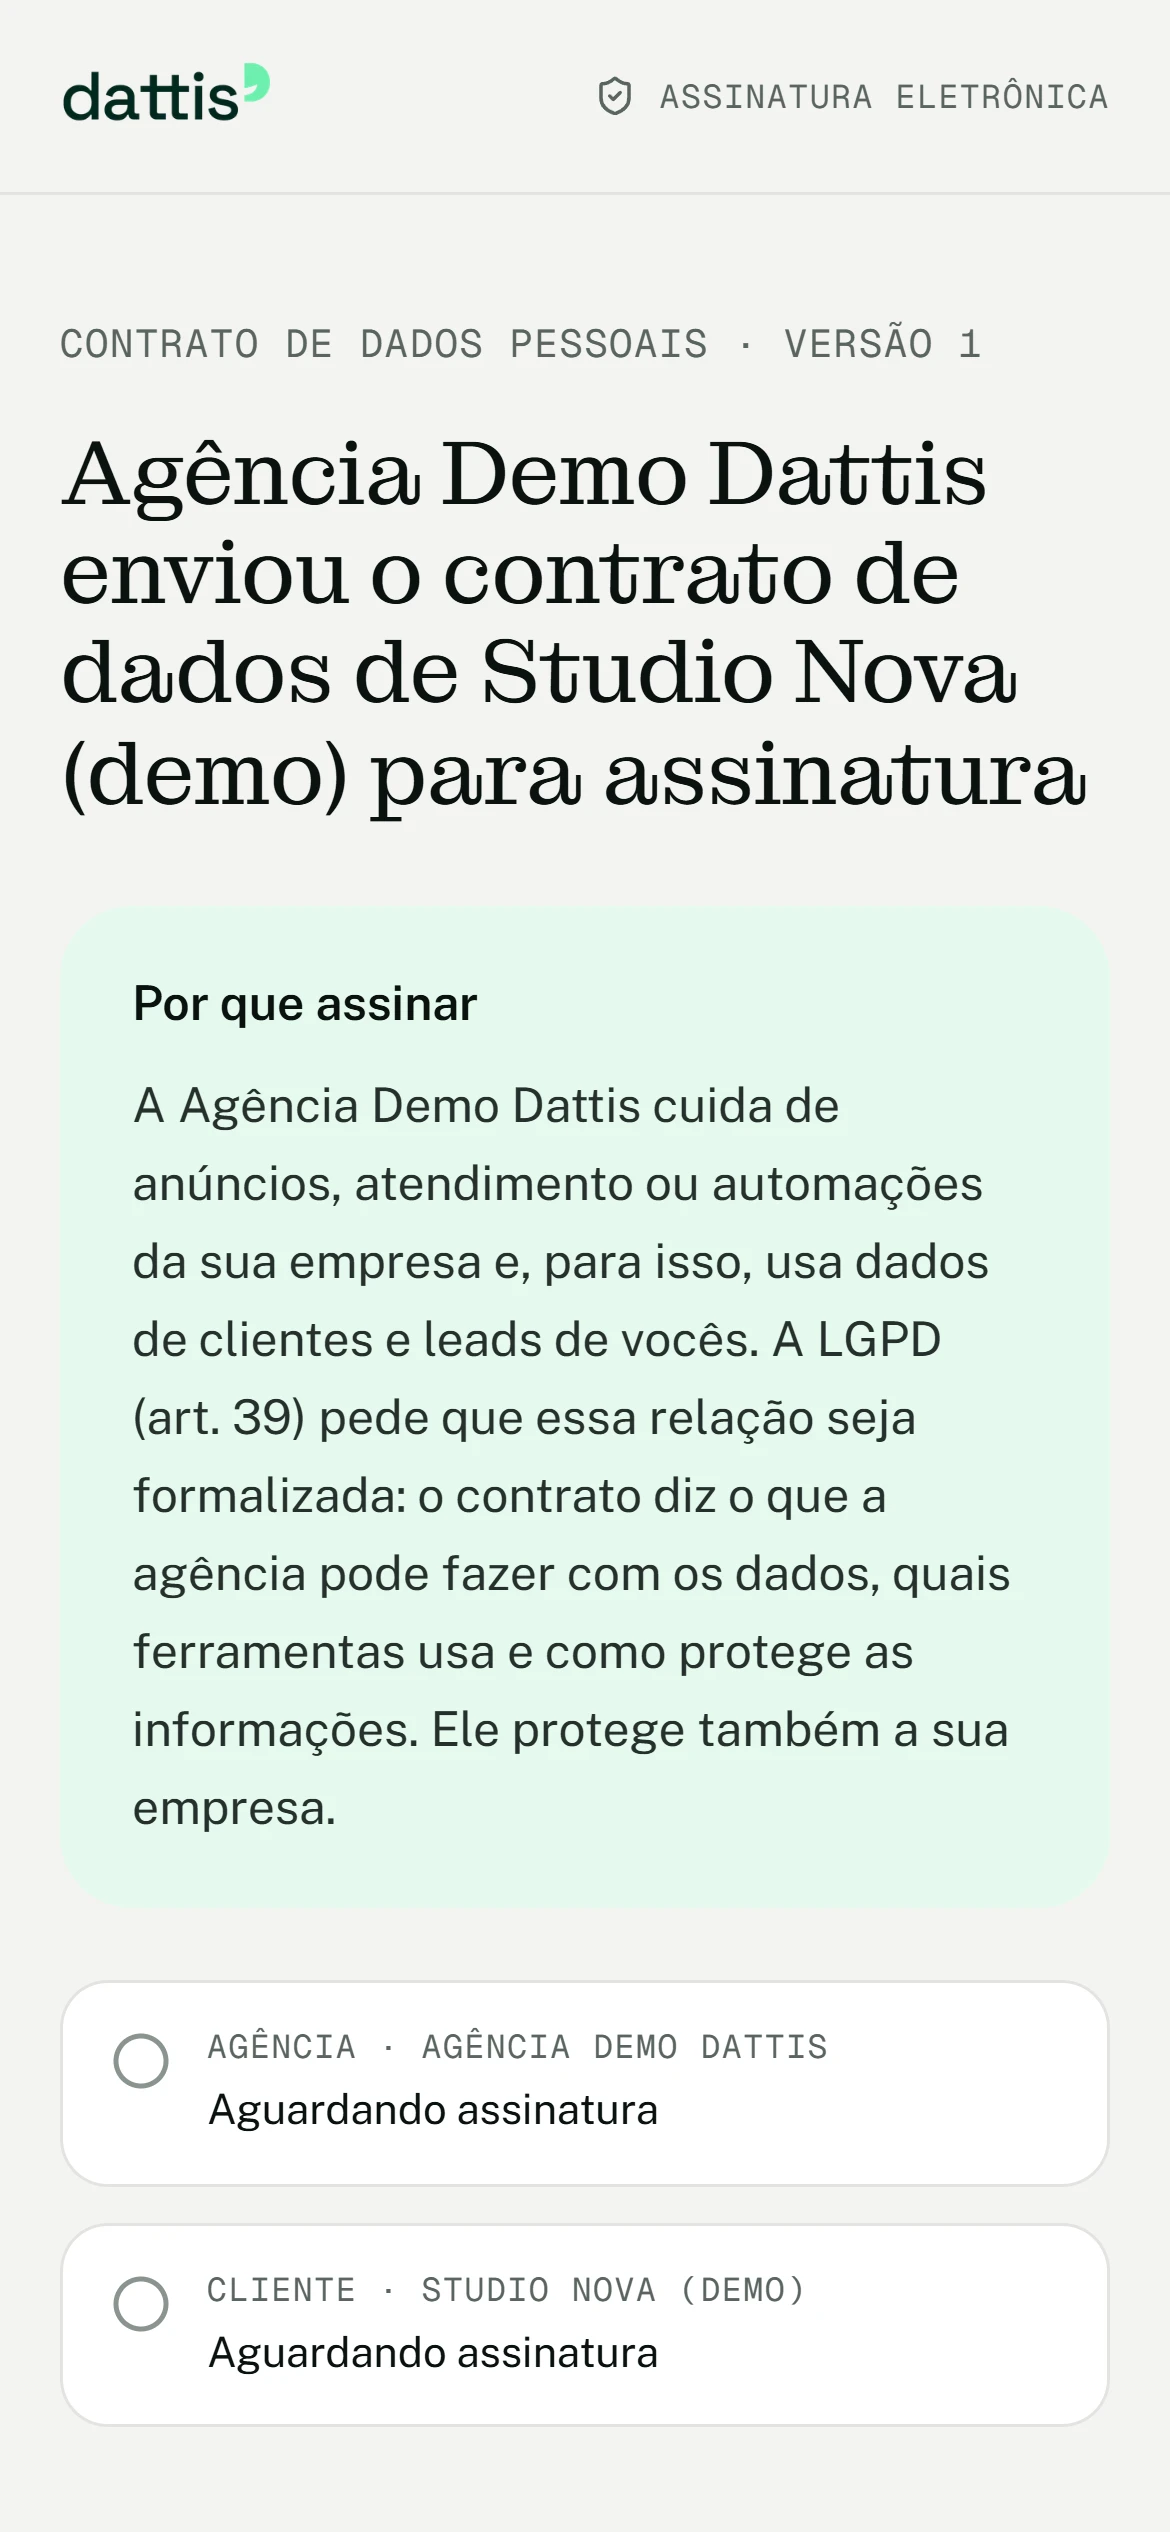 dattis
ASSINATURA ELETRÔNICA
CONTRATO DE DADOS PESSOAIS · VERSÃO 1
Agência Demo Dattis
enviou o contrato de
dados de Studio Nova
(demo) para assinatura
Por que assinar
A Agência Demo Dattis cuida de
anúncios, atendimento ou automações
da sua empresa e, para isso, usa dados
de clientes e leads de vocês. A LGPD
(art. 39) pede que essa relação seja
formalizada: o contrato diz o que a
agência pode fazer com os dados, quais
ferramentas usa e como protege as
informações. Ele protege também a sua
empresa.
AGÊNCIA · AGÊNCIA DEMO DATTIS
Aguardando assinatura
CLIENTE · STUDIO NOVA (DEMO)
Aguardando assinatura